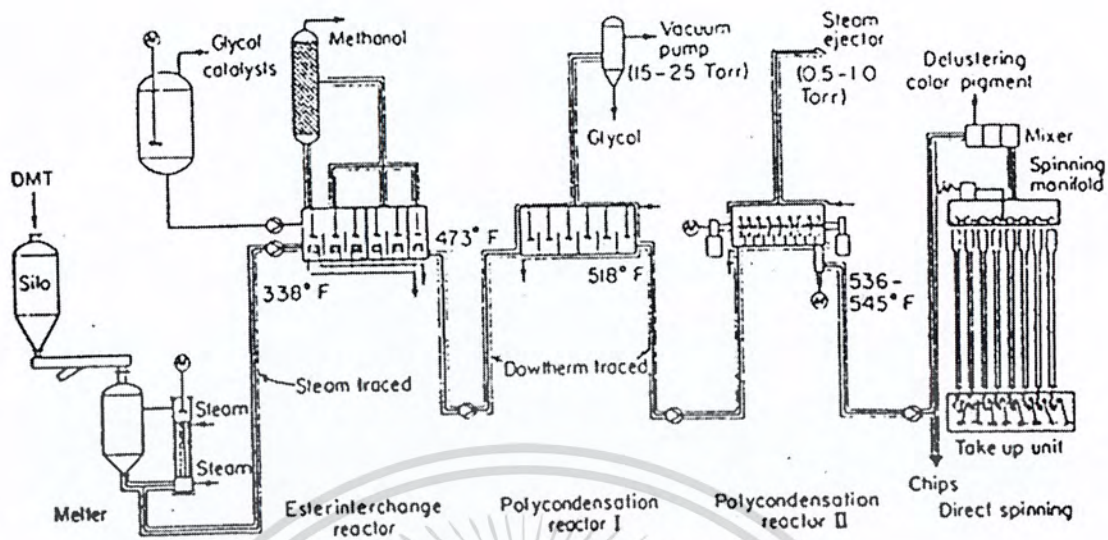 Glycol
catalysts
Methanol
Vacuum
pump
(15-25 Torr)
Glycol
Steam
ejector
(0.5-10
Torr)
Delustering
color pigment
Mixer
Spinning
manifold
DMT
Silo
473° F
338° F
518° F
536-
545° F
Steam traced
Dowtherm traced
Steam
Steam
Take up unit
Chips
Melter
Esterinterchange
reactor
Polycondensation
reactor I
Polycondensation
reactor II
Direct spinning